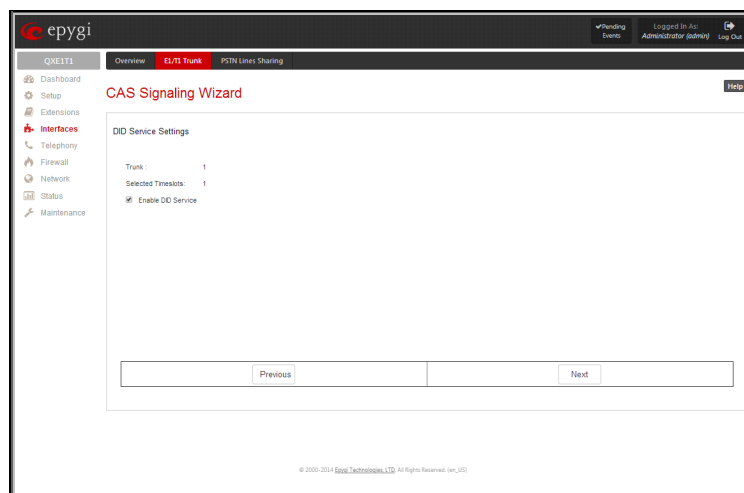 epygi
✔Pending Events
Logged In As:
Administrator (admin)
Log Out
QXE1T1
Overview
E1/T1 Trunk
PSTN Lines Sharing
Dashboard
Setup
Extensions
Interfaces
Telephony
Firewall
Network
Status
Maintenance
CAS Signaling Wizard
Help
DID Service Settings
Trunk : 1
Selected Timeslots: 1
Enable DID Service
Previous
Next
© 2000-2014 Epygi Technologies, LTD. All Rights Reserved. (en_US)